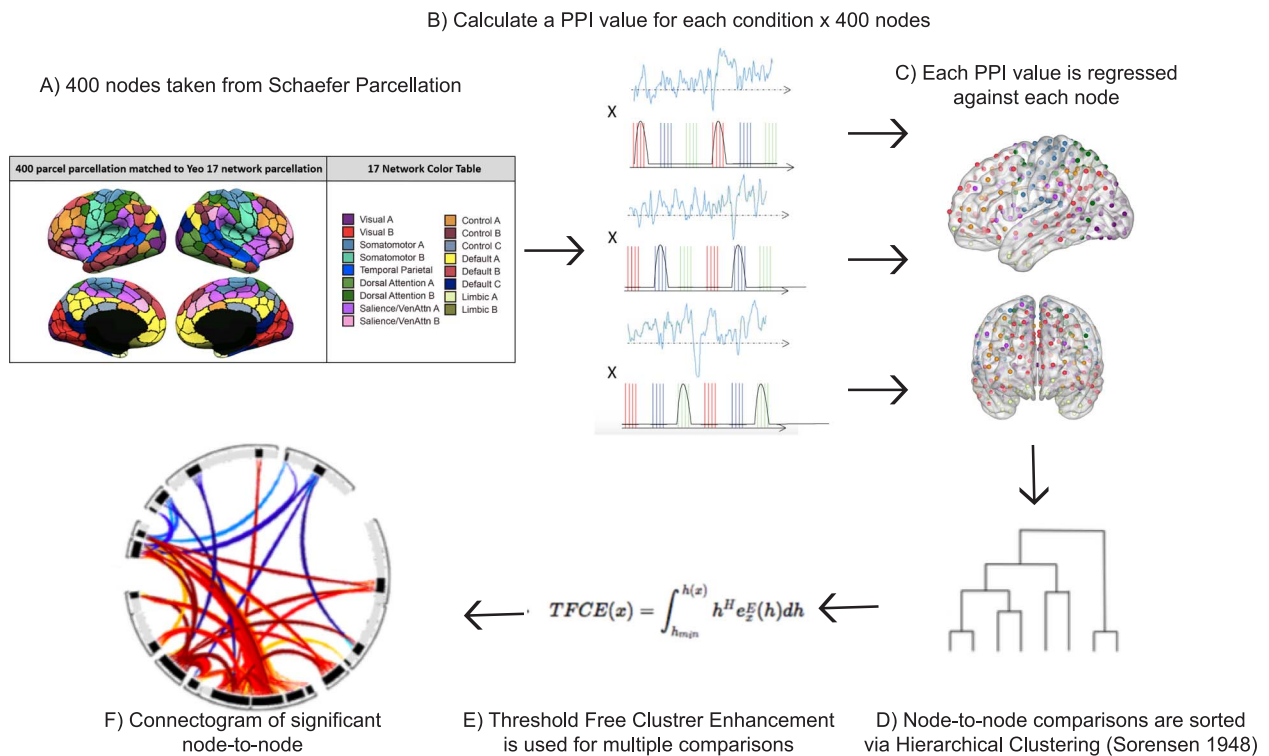 B) Calculate a PPI value for each condition x 400 nodes
A) 400 nodes taken from Schaefer Parcellation
C) Each PPI value is regressed
against each node
400 parcel parcellation matched to Yeo 17 network parcellation
17 Network Color Table
Visual A
Visual B
Somatomotor A
Somatomotor B
Temporal Parietal
Dorsal Attention A
Dorsal Attention B
Salience/VenAttn A
Salience/VenAttn B
Control A
Control B
Control C
Default A
Default B
Default C
Limbic A
Limbic B
X
X
X
TFCE(x) = ∫_{h_{min}}^{h(x)} h^H e_x^E(h)dh
F) Connectogram of significant
node-to-node
E) Threshold Free Clustrer Enhancement
is used for multiple comparisons
D) Node-to-node comparisons are sorted
via Hierarchical Clustering (Sorensen 1948)